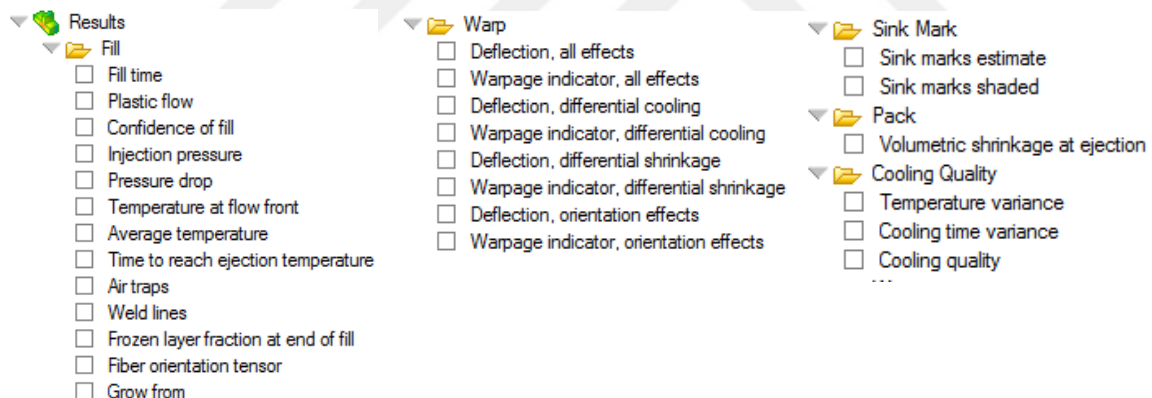 Results
Fill
Fill time
Plastic flow
Confidence of fill
Injection pressure
Pressure drop
Temperature at flow front
Average temperature
Time to reach ejection temperature
Air traps
Weld lines
Frozen layer fraction at end of fill
Fiber orientation tensor
Grow from
Warp
Deflection, all effects
Warpage indicator, all effects
Deflection, differential cooling
Warpage indicator, differential cooling
Deflection, differential shrinkage
Warpage indicator, differential shrinkage
Deflection, orientation effects
Warpage indicator, orientation effects
Sink Mark
Sink marks estimate
Sink marks shaded
Pack
Volumetric shrinkage at ejection
Cooling Quality
Temperature variance
Cooling time variance
Cooling quality